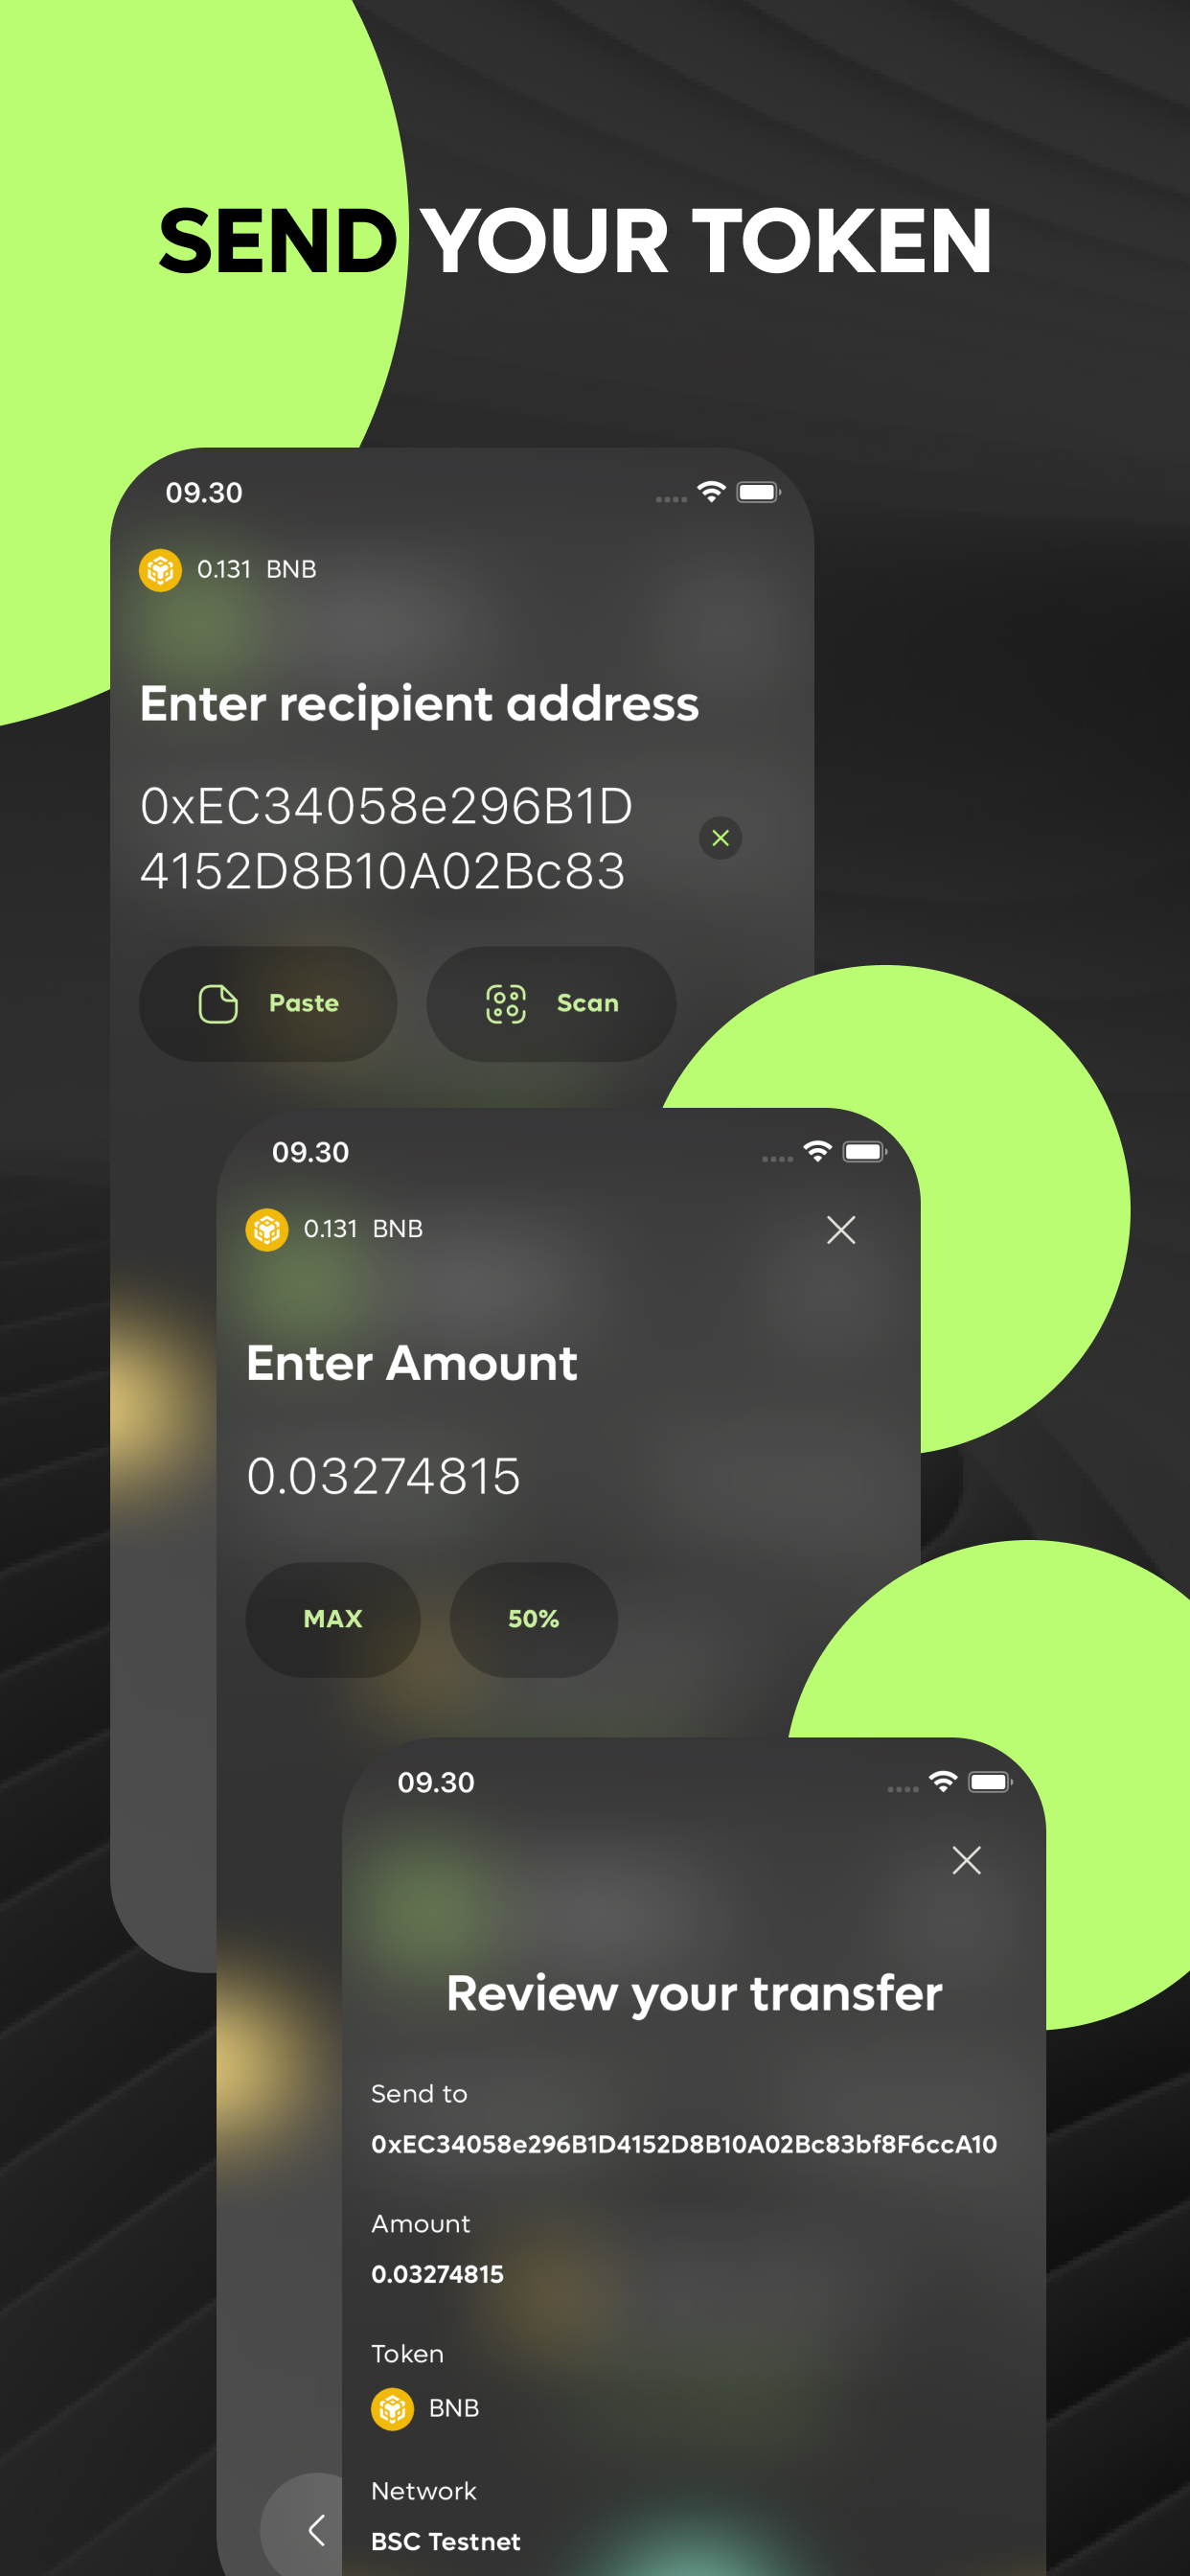 SEND YOUR TOKEN
09.30
0.131 BNB
Enter recipient address
0xEC34058e296B1D
4152D8B10A02Bc83
Paste
Scan
09.30
0.131 BNB
Enter Amount
0.03274815
MAX
50%
09.30
Review your transfer
Send to
0xEC34058e296B1D4152D8B10A02Bc83bf8F6ccA10
Amount
0.03274815
Token
BNB
Network
BSC Testnet